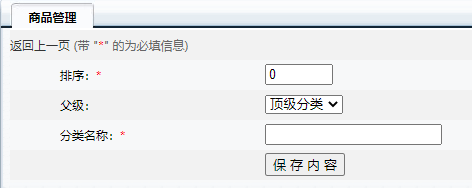 商品管理
返回上一页 (带 "*" 的为必填信息)
排序：* 0
父级： 顶级分类
分类名称：*
保 存 内 容